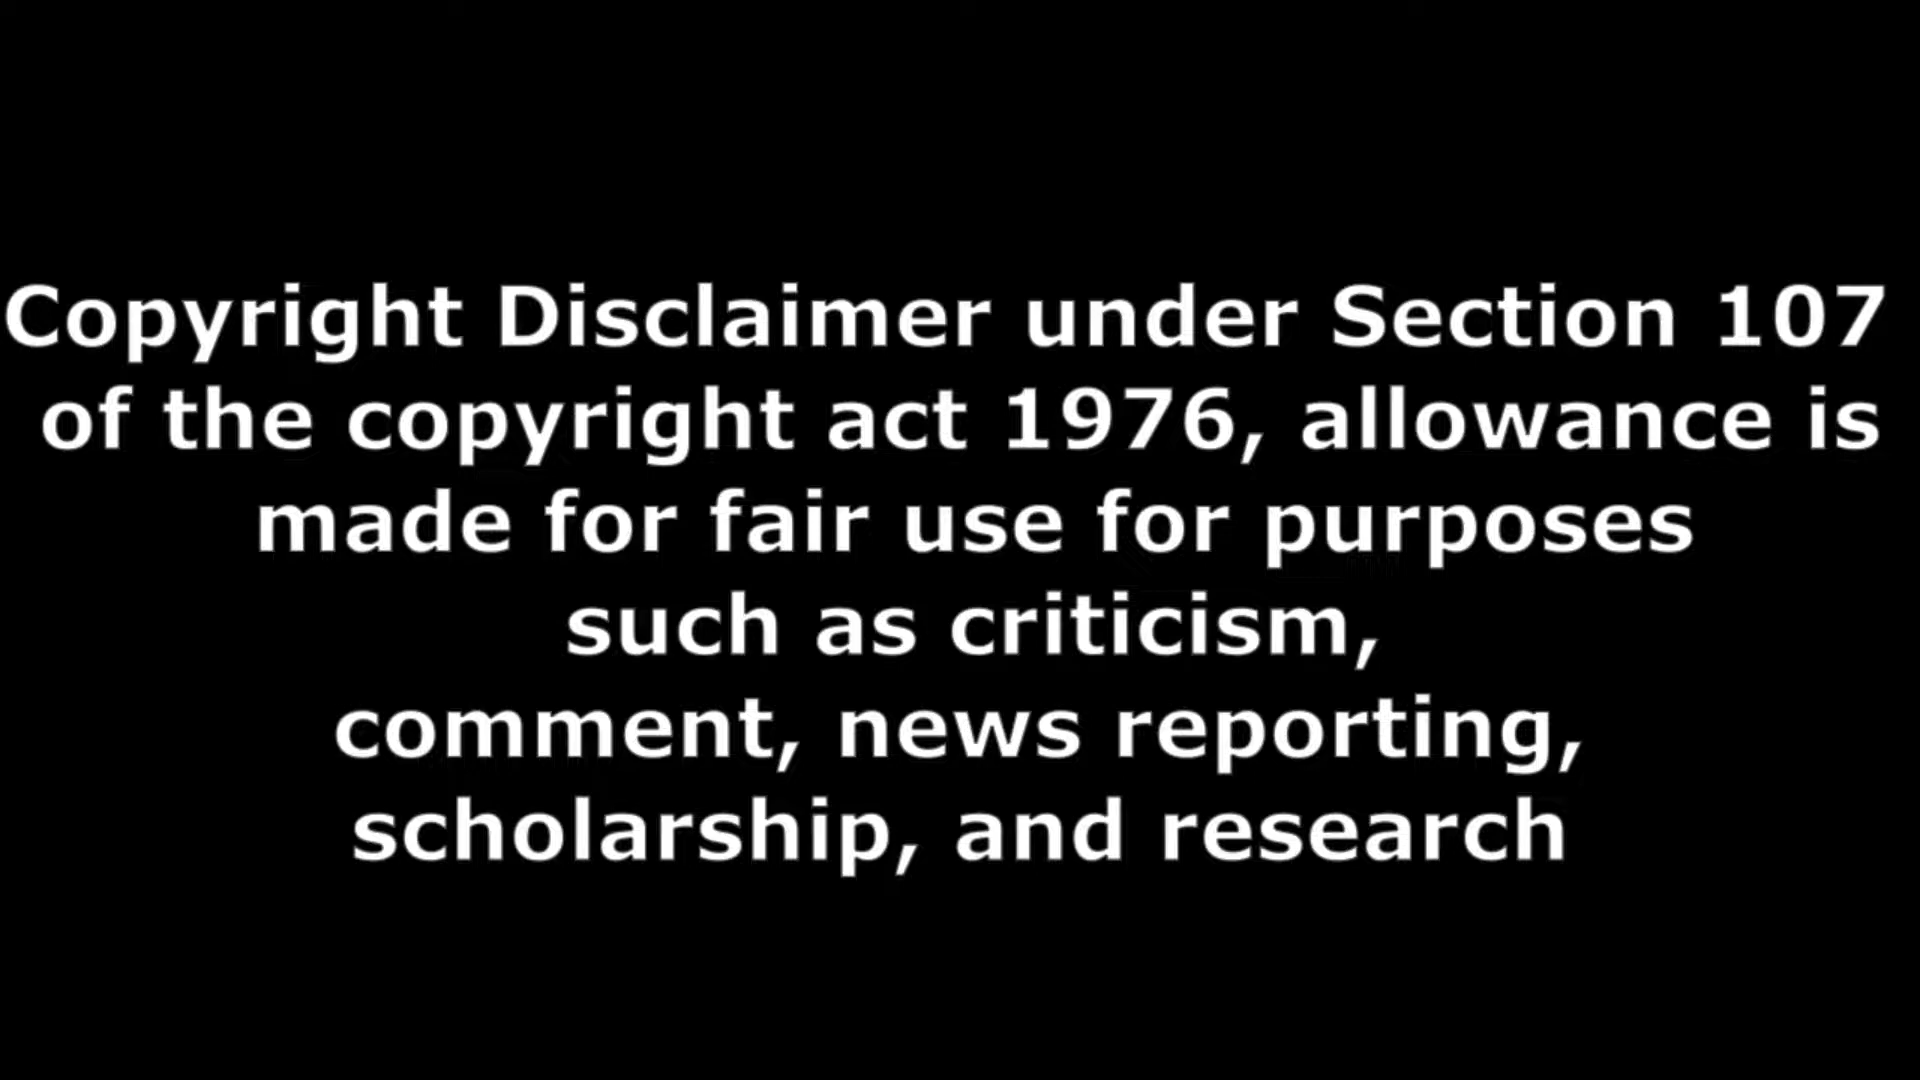 Copyright Disclaimer under Section 107
of the copyright act 1976, allowance is
made for fair use for purposes
such as criticism,
comment, news reporting,
scholarship, and research